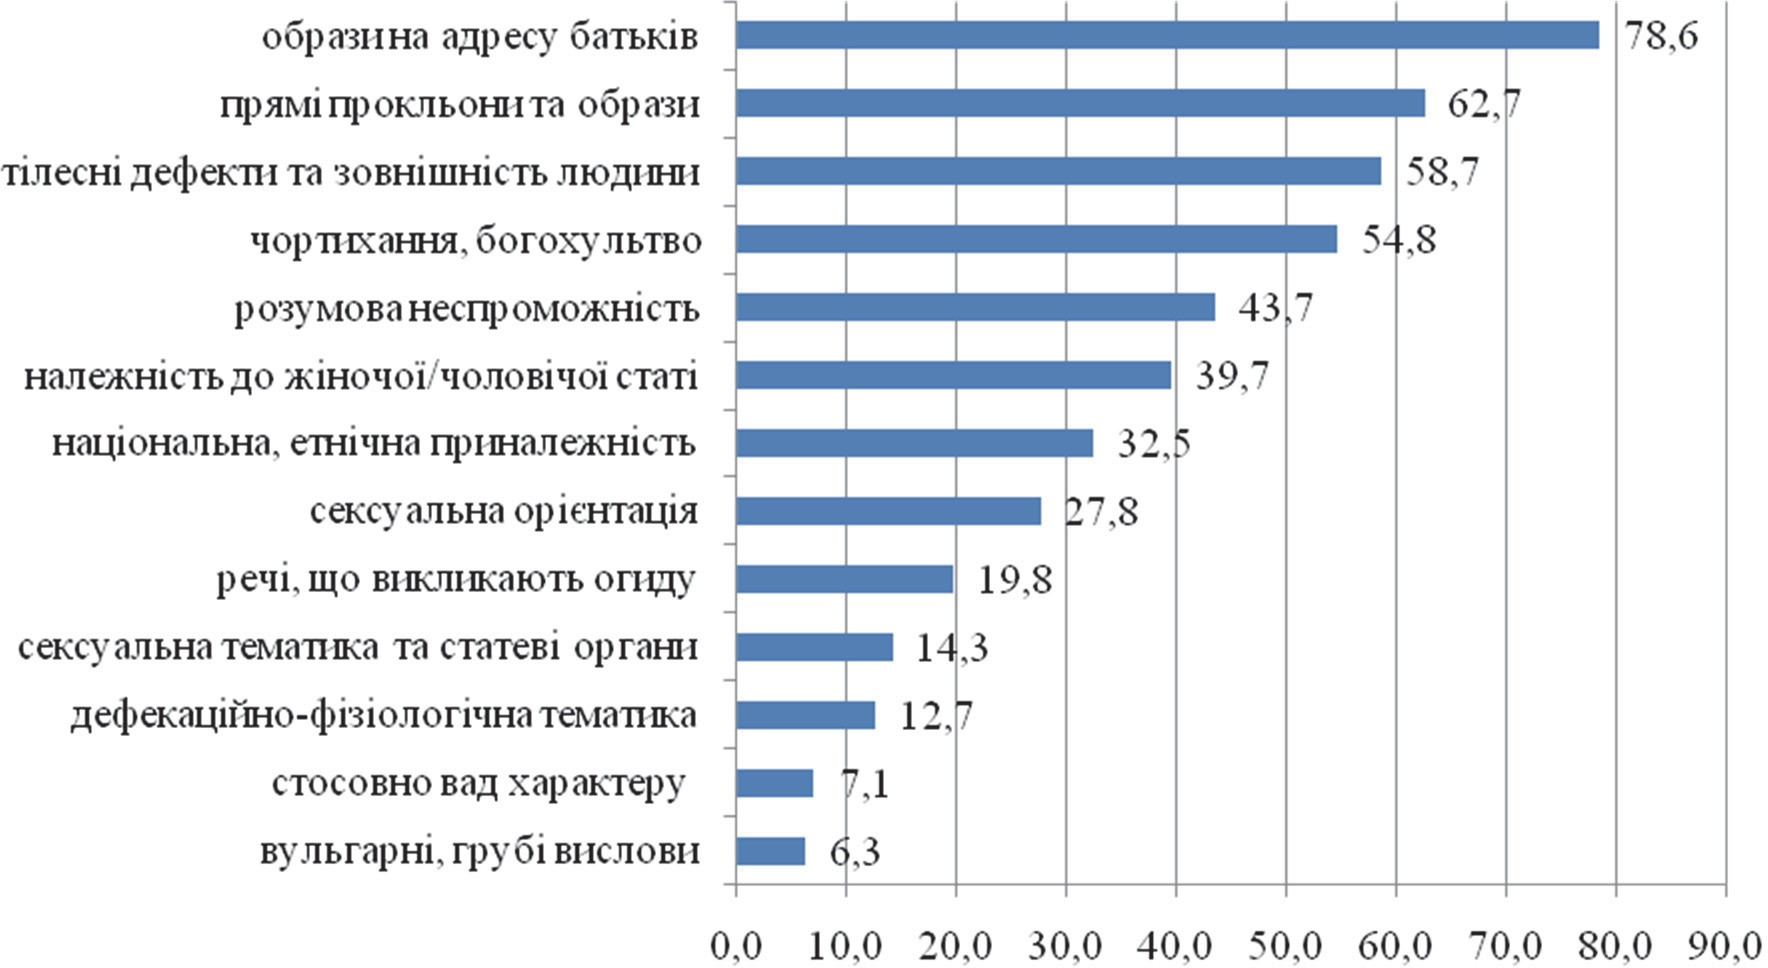 образи на адресу батьків 78,6
прямі прокльони та образи 62,7
тілесні дефекти та зовнішність людини 58,7
чортихання, богохультво 54,8
розумова неспроможність 43,7
належність до жіночої/чоловічої статі 39,7
національна, етнічна приналежність 32,5
сексуальна орієнтація 27,8
речі, що викликають огиду 19,8
сексуальна тематика та статеві органи 14,3
дефекаційно-фізіологічна тематика 12,7
стосовно вад характеру 7,1
вульгарні, грубі вислови 6,3
0,0 10,0 20,0 30,0 40,0 50,0 60,0 70,0 80,0 90,0